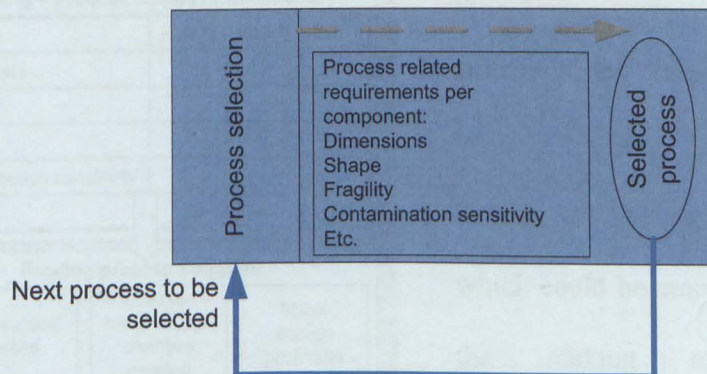 Process selection
Process related
requirements per
component:
Dimensions
Shape
Fragility
Contamination sensitivity
Etc.
Selected
process
Next process to be
selected